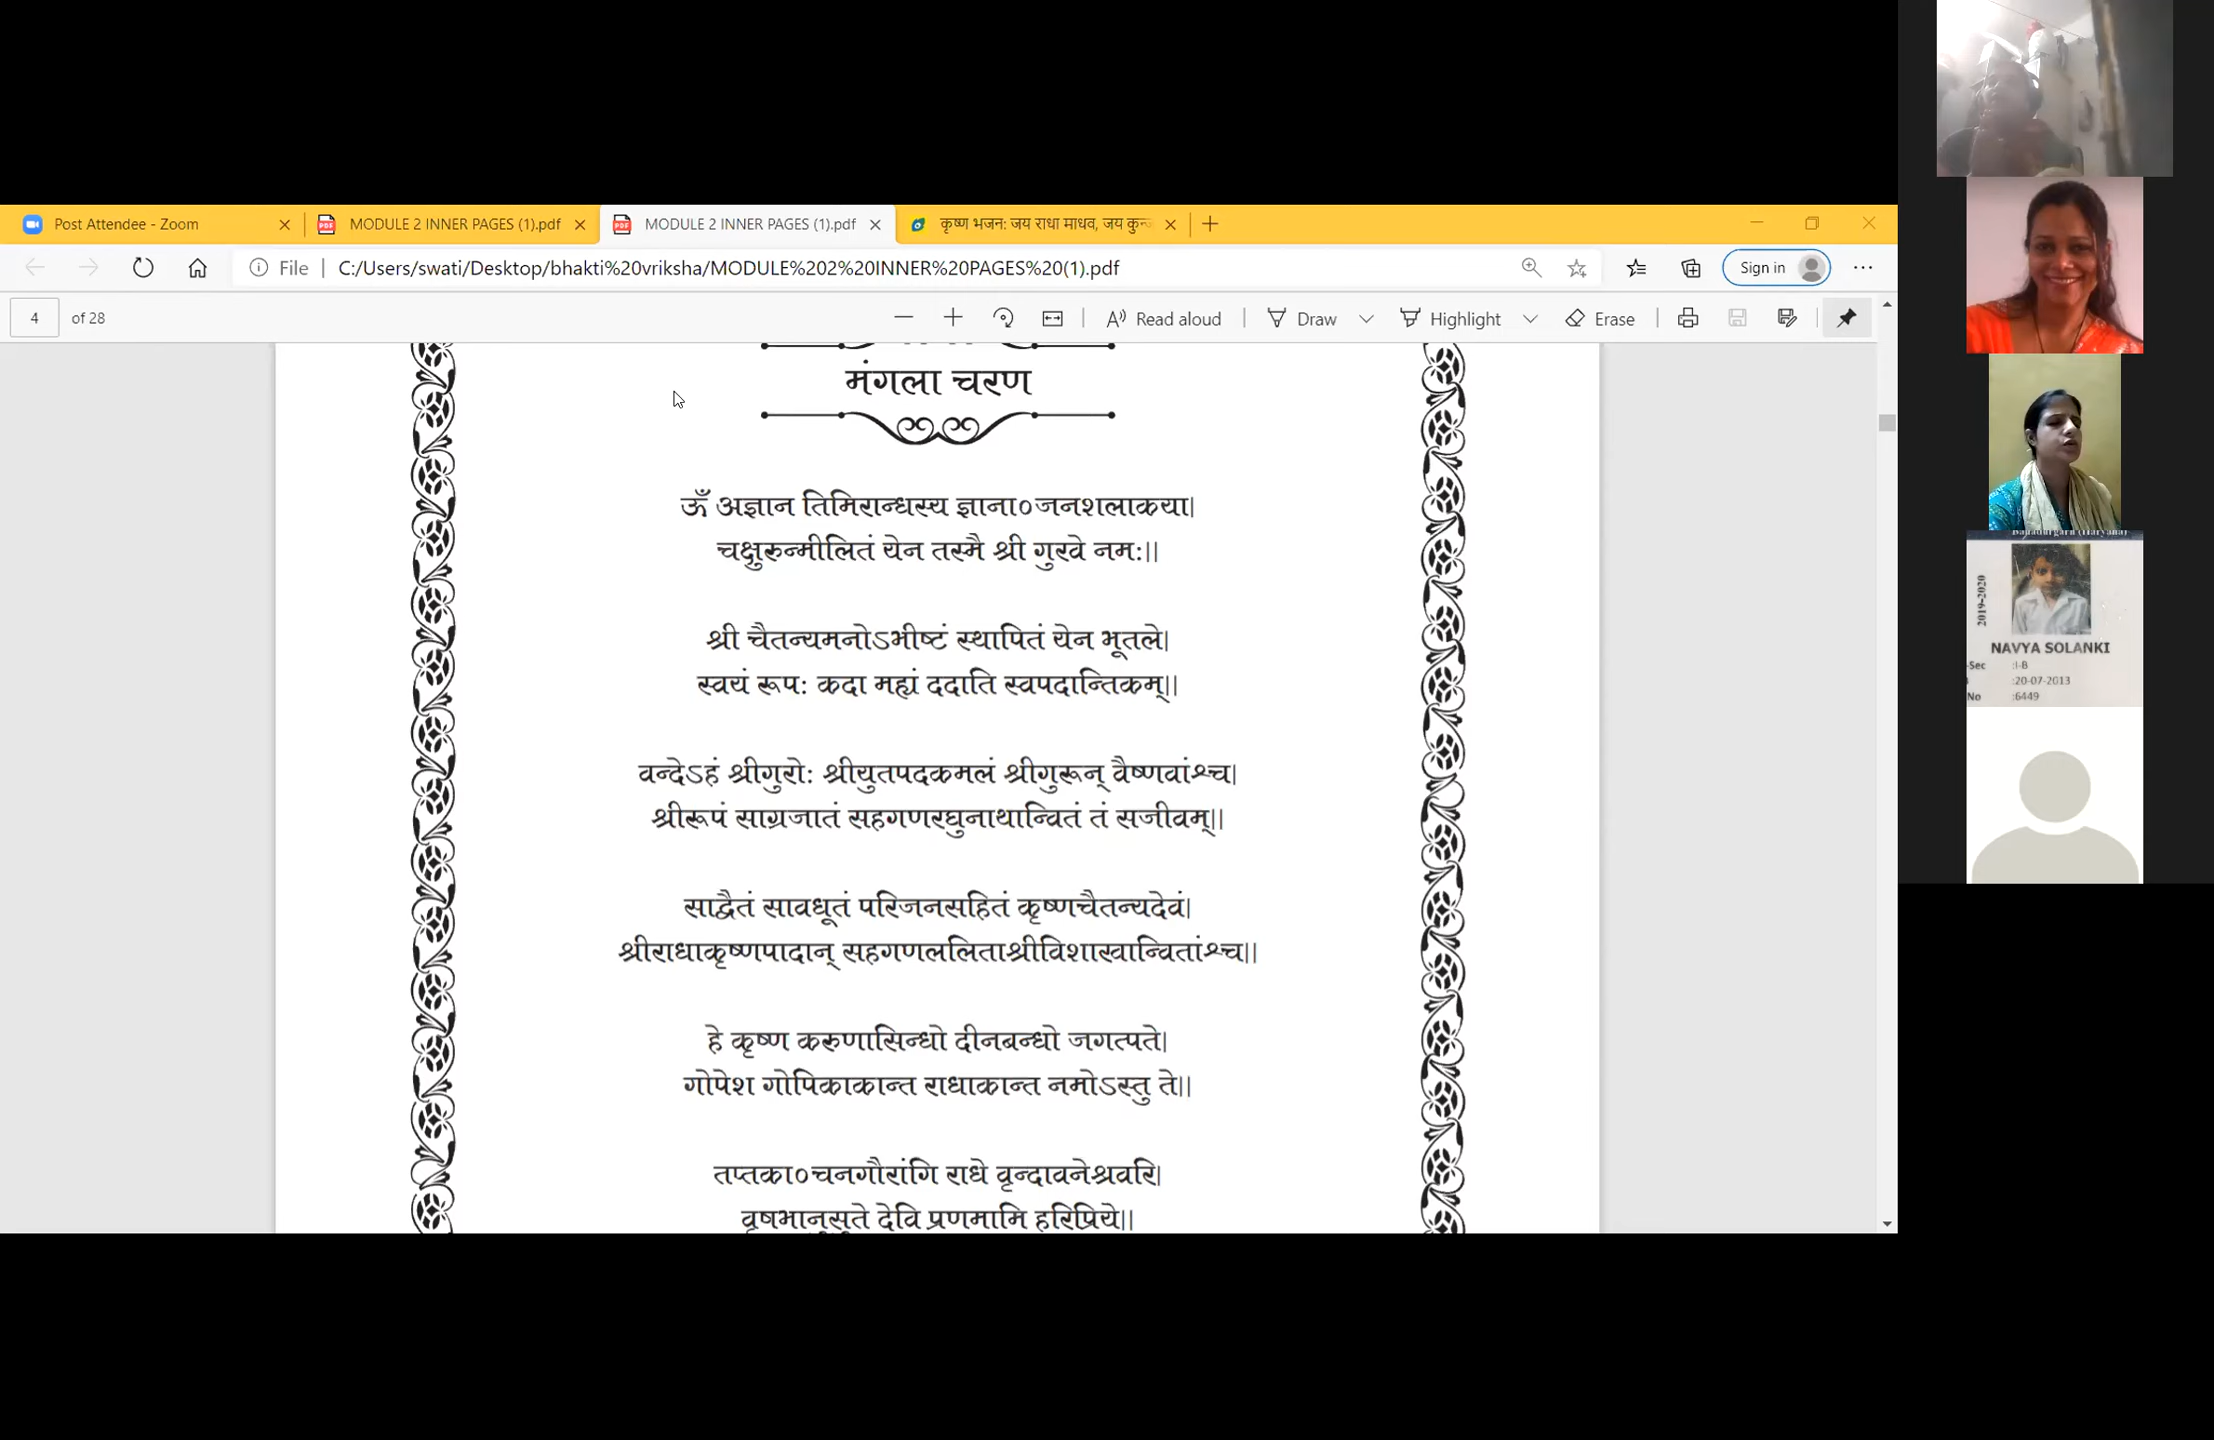 Post Attendee - Zoom
MODULE 2 INNER PAGES (1).pdf
MODULE 2 INNER PAGES (1).pdf
कृष्ण भजन: जय राधा माधव, जय कुन्ज
File
C:/Users/swati/Desktop/bhakti%20vriksha/MODULE%202%20INNER%20PAGES%20(1).pdf
Sign in
4 of 28
Read aloud
Draw
Highlight
Erase
मंगला चरण
ऊँ अज्ञान तिमिरान्धस्य ज्ञाना०जनशलाकया|
चक्षुरुन्मीलितं येन तस्मै श्री गुरवे नम:||
श्री चैतन्यमनोऽभीष्टं स्थापितं येन भूतले|
स्वयं रूप: कदा मह्यं ददाति स्वपदान्तिकम्||
वन्देऽहं श्रीगुरो: श्रीयुतपदकमलं श्रीगुरून् वैष्णवांश्च|
श्रीरूपं साग्रजातं सहगणरघुनाथान्वितं तं सजीवम्||
साद्वैतं सावधूतं परिजनसहितं कृष्णचैतन्यदेवं|
श्रीराधाकृष्णपादान् सहगणललिताश्रीविशाखान्वितांश्च||
हे कृष्ण करुणासिन्धो दीनबन्धो जगत्पते|
गोपेश गोपिकाकान्त राधाकान्त नमोऽस्तु ते||
तप्तका०चनगौरांगि राधे वृन्दावनेश्रवरि|
वृषभानुसुते देवि प्रणमामि हरिप्रिये||
Bahadurgarh (Haryana)
2019-2020
NAVYA SOLANKI
-Sec :I-B
:20-07-2013
No :6449